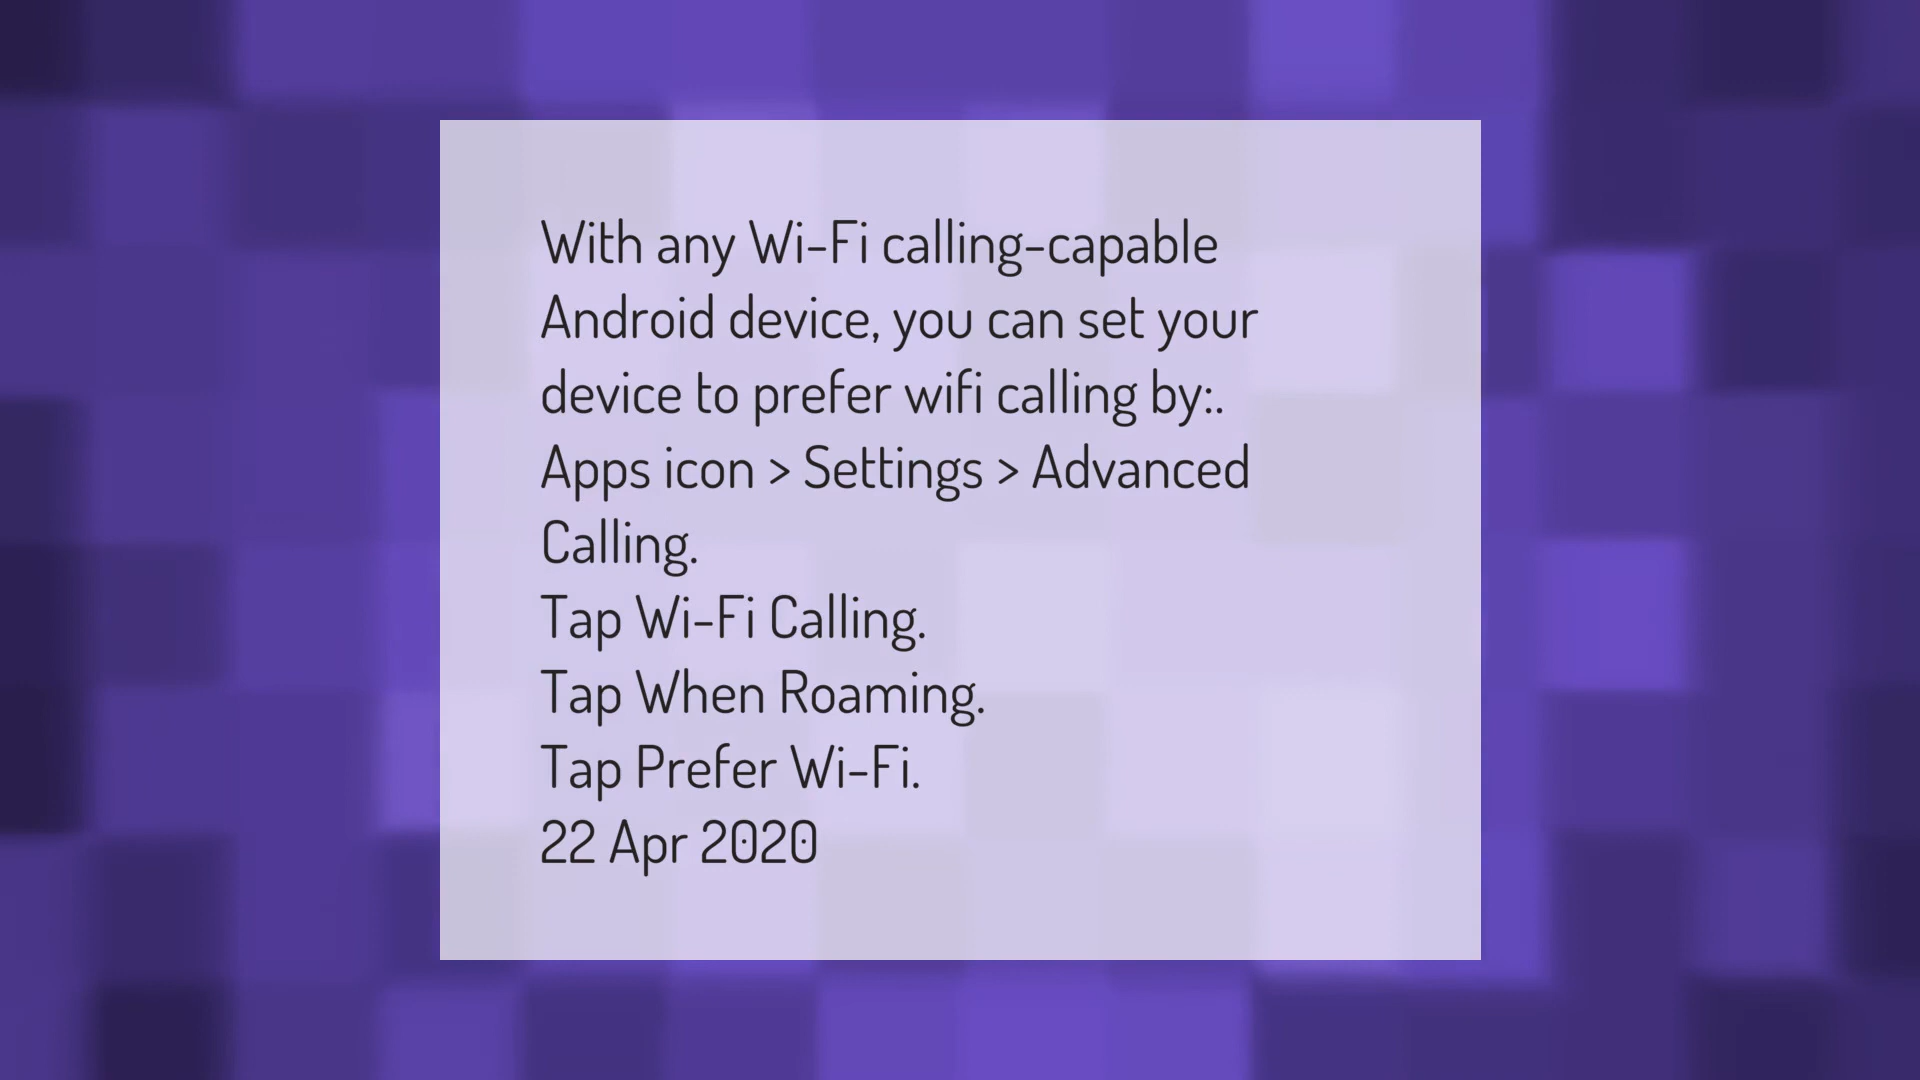 With any Wi-Fi calling-capable
Android device, you can set your
device to prefer wifi calling by:.
Apps icon > Settings > Advanced
Calling.
Tap Wi-Fi Calling.
Tap When Roaming.
Tap Prefer Wi-Fi.
22 Apr 2020